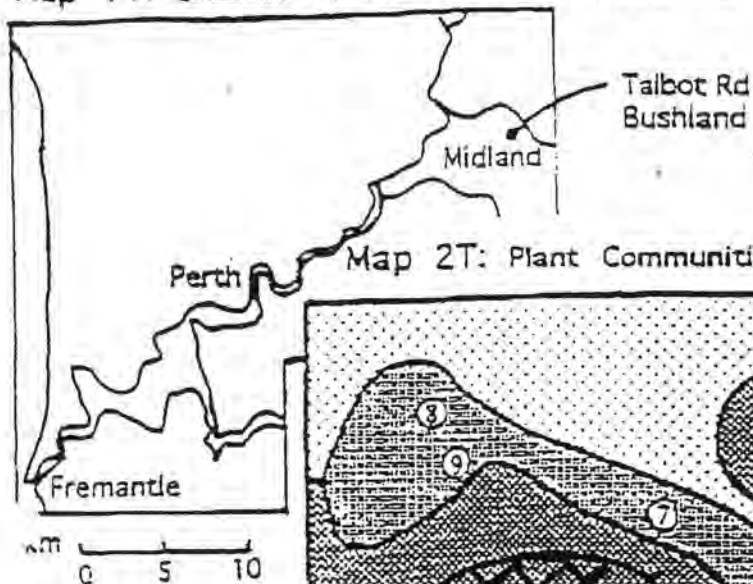 Talbot Rd
Bushland
Midland
Perth
Map 2T: Plant Communiti
8
9
7
Fremantle
0 5 10